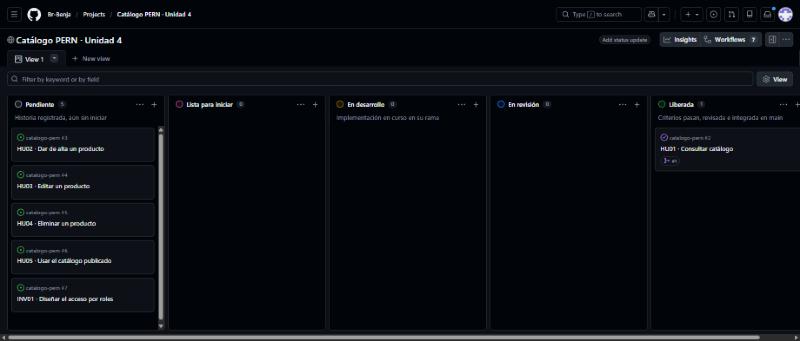 Br-Benja / Projects / Catálogo PERN - Unidad 4
Type / to search
Catálogo PERN - Unidad 4
Add status update
Insights
Workflows 7
View 1
+ New view
Filter by keyword or by field
View
Pendiente 5
Historia registrada, aún sin iniciar
catalogo-pern #3
HU02 · Dar de alta un producto
catalogo-pern #4
HU03 · Editar un producto
catalogo-pern #5
HU04 · Eliminar un producto
catalogo-pern #6
HU05 · Usar el catálogo publicado
catalogo-pern #7
INV01 · Diseñar el acceso por roles
Lista para iniciar 0
En desarrollo 0
Implementación en curso en su rama
En revisión 0
Liberada 1
Criterios pasan, revisada e integrada en main
catalogo-pern #2
HU01 · Consultar catálogo